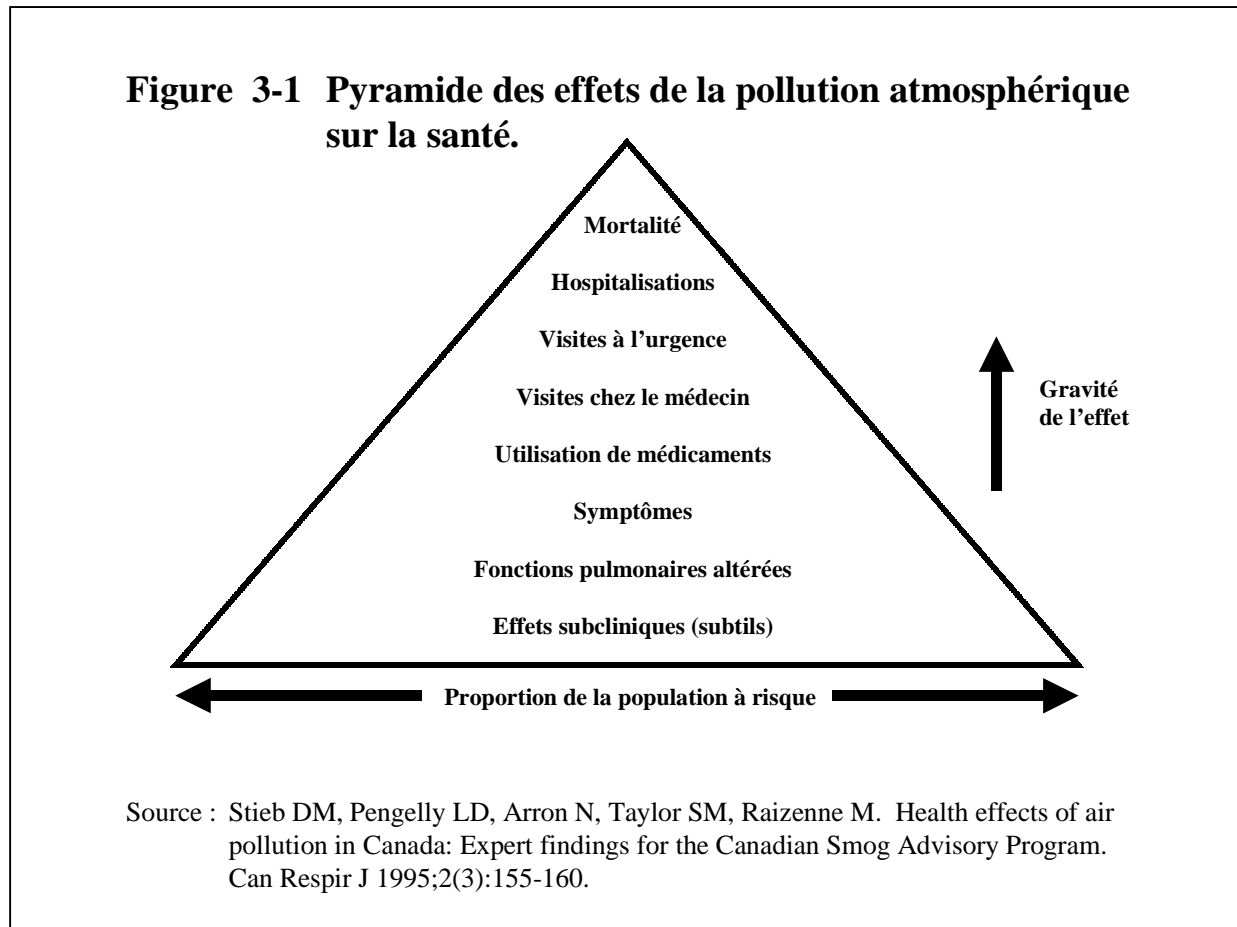 Figure 3-1 Pyramide des effets de la pollution atmosphérique
sur la santé.
Mortalité
Hospitalisations
Visites à l'urgence
Visites chez le médecin
Utilisation de médicaments
Symptômes
Fonctions pulmonaires altérées
Effets subcliniques (subtils)
Gravité
de l'effet
Proportion de la population à risque
Source : Stieb DM, Pengelly LD, Arron N, Taylor SM, Raizenne M. Health effects of air
pollution in Canada: Expert findings for the Canadian Smog Advisory Program.
Can Respir J 1995;2(3):155-160.